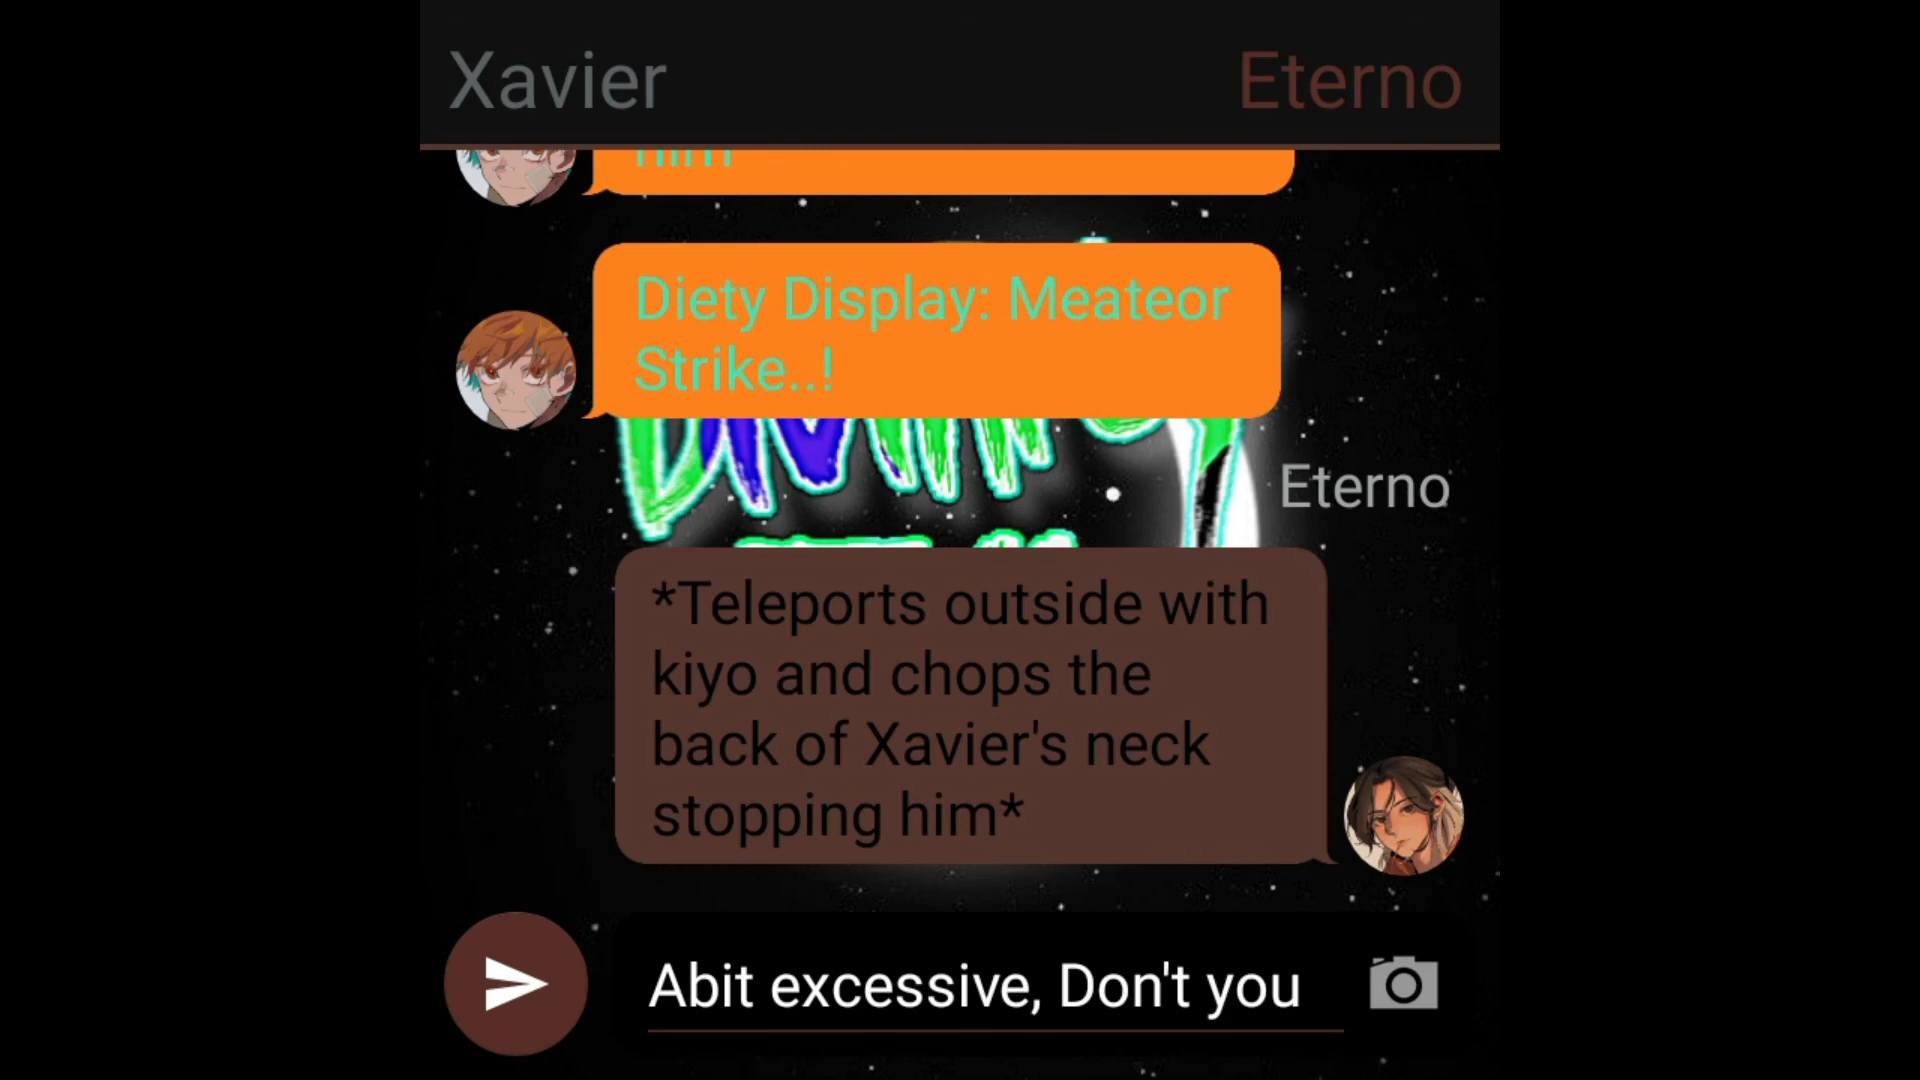 Xavier
Eterno
him
Diety Display: Meateor
Strike..!
Eterno
*Teleports outside with
kiyo and chops the
back of Xavier's neck
stopping him*
Abit excessive, Don't you